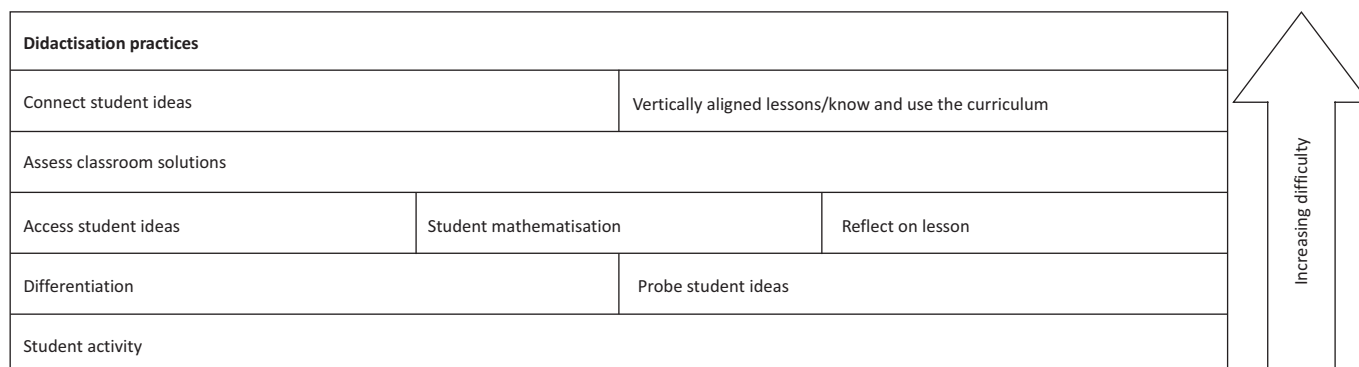 Didactisation practices
Connect student ideas
Vertically aligned lessons/know and use the curriculum
Assess classroom solutions
Access student ideas
Student mathematisation
Reflect on lesson
Differentiation
Probe student ideas
Student activity
Increasing difficulty